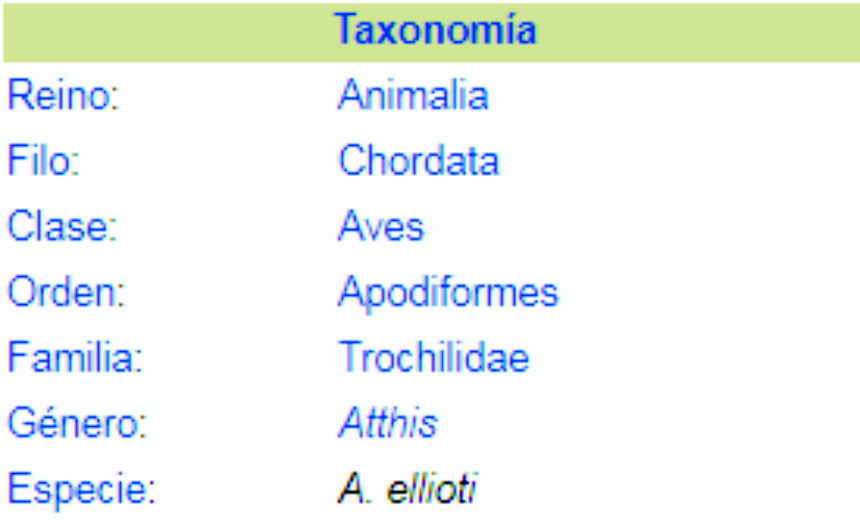 Taxonomía
Reino: Animalia
Filo: Chordata
Clase: Aves
Orden: Apodiformes
Familia: Trochilidae
Género: Atthis
Especie: A. ellioti